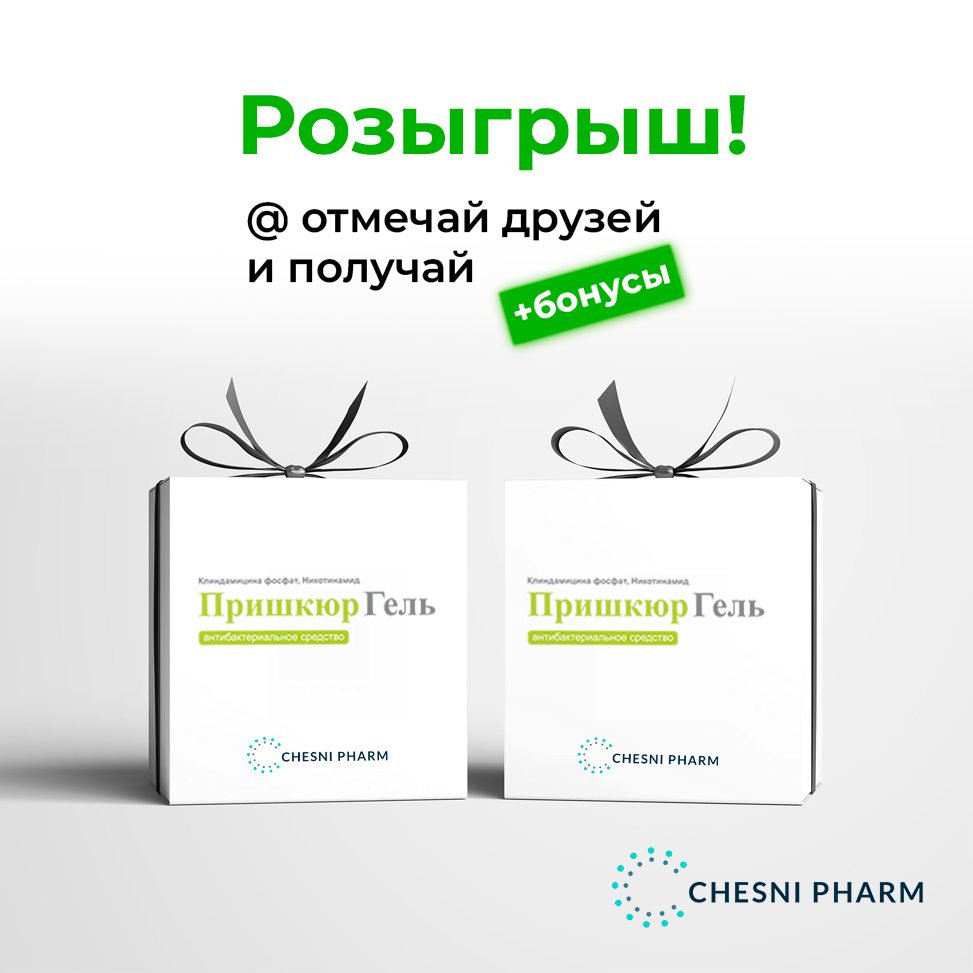 Розыгрыш!
@ отмечай друзей
и получай
+бонусы
Клиндамицина фосфат, Никотинамид
Пришкюр Гель
антибактериальное средство
CHESNI PHARM
Клиндамицина фосфат, Никотинамид
Пришкюр Гель
антибактериальное средство
CHESNI PHARM
CHESNI PHARM